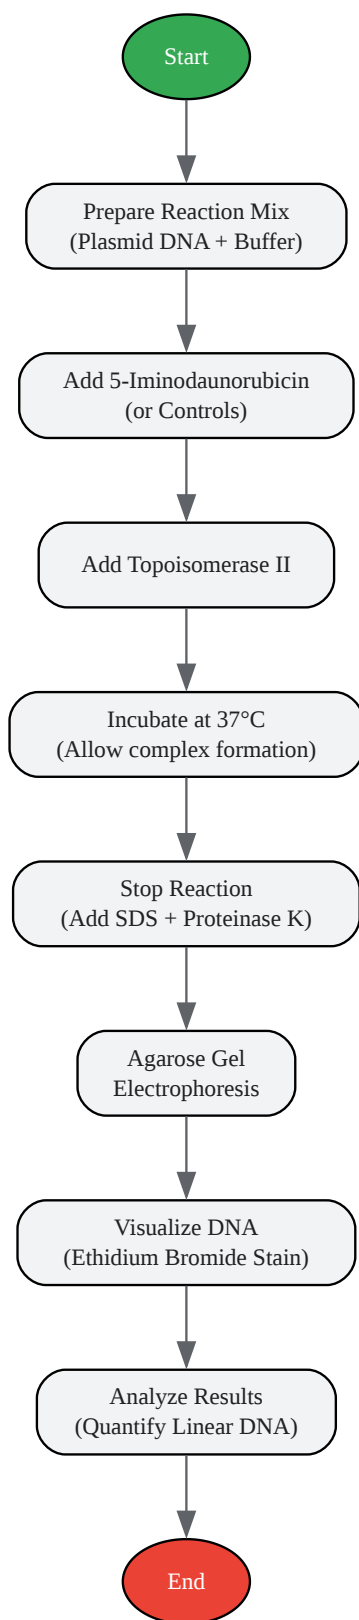 Start
Prepare Reaction Mix
(Plasmid DNA + Buffer)
Add 5-Iminodaunorubicin
(or Controls)
Add Topoisomerase II
Incubate at 37°C
(Allow complex formation)
Stop Reaction
(Add SDS + Proteinase K)
Agarose Gel
Electrophoresis
Visualize DNA
(Ethidium Bromide Stain)
Analyze Results
(Quantify Linear DNA)
End